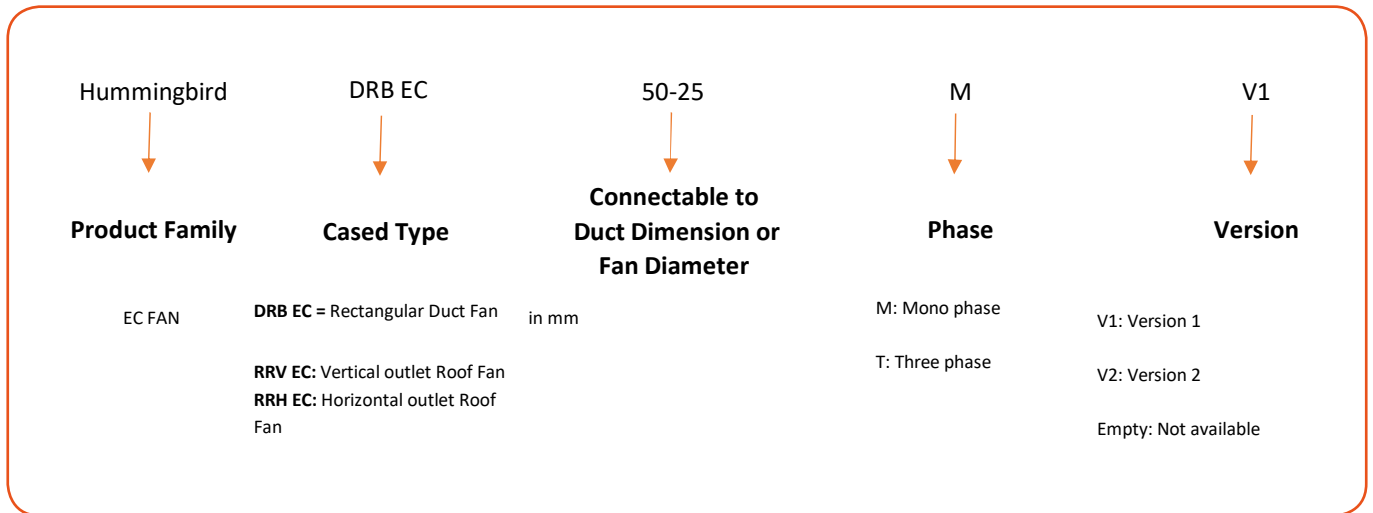 Hummingbird
DRB EC
50-25
M
V1
Product Family
Cased Type
Connectable to
Duct Dimension or
Fan Diameter
Phase
Version
EC FAN
DRB EC = Rectangular Duct Fan
RRV EC: Vertical outlet Roof Fan
RRH EC: Horizontal outlet Roof
Fan
in mm
M: Mono phase
T: Three phase
V1: Version 1
V2: Version 2
Empty: Not available